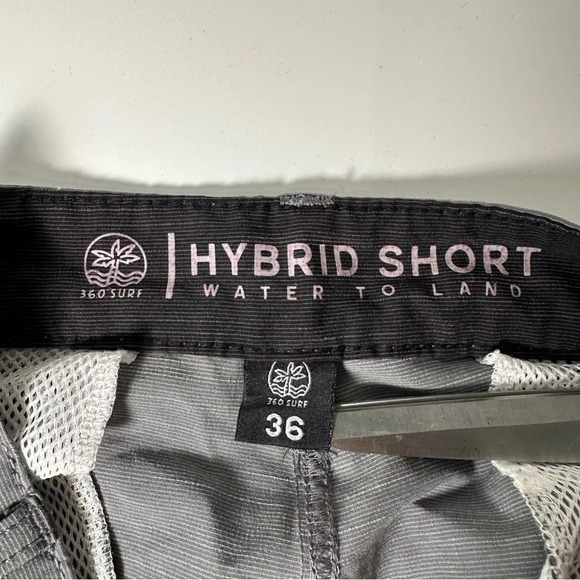 HYBRID SHORT
360 SURF
WATER TO LAND
360 SURF
36